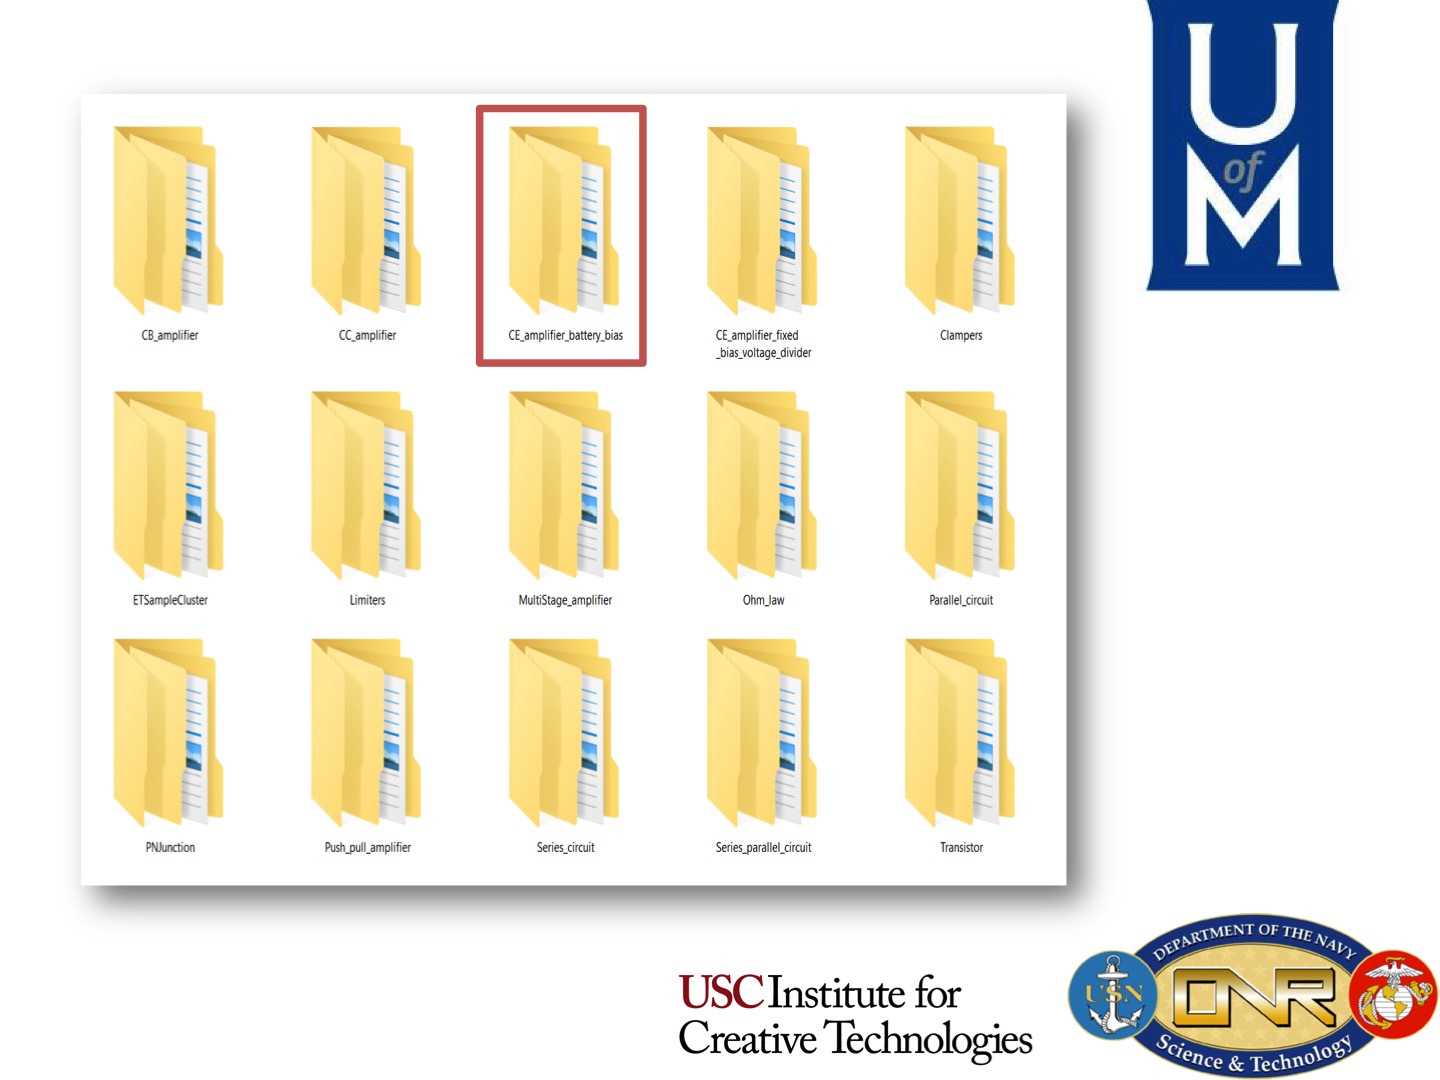 U
of
M
CB_amplifier
CC_amplifier
CE_amplifier_battery_bias
CE_amplifier_fixed
_bias_voltage_divider
Clampers
ETSampleCluster
Limiters
MultiStage_amplifier
Ohm_law
Parallel_circuit
PNJunction
Push_pull_amplifier
Series_circuit
Series_parallel_circuit
Transistor
USC Institute for
Creative Technologies
DEPARTMENT OF THE NAVY
USN
ONR
Science & Technology